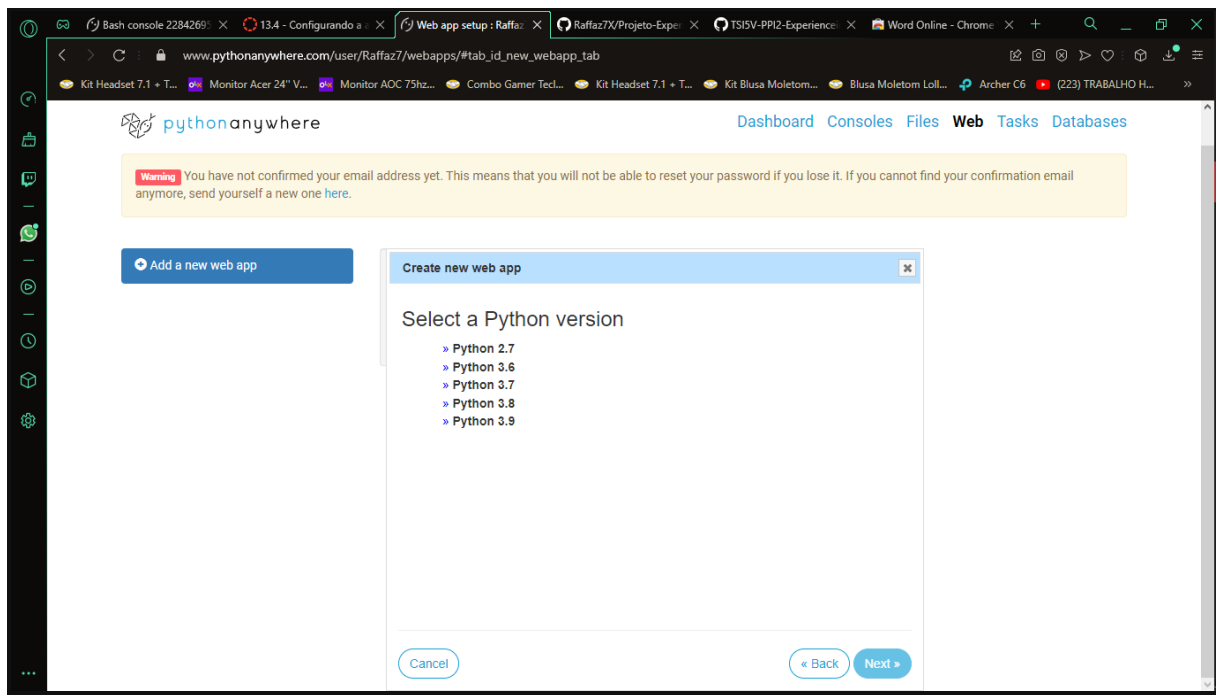 Bash console 22842695
13.4 - Configurando a a
Web app setup : Raffaz
Raffaz7X/Projeto-Exper
TSI5V-PPI2-Experience
Word Online - Chrome
www.pythonanywhere.com/user/Raffaz7/webapps/#tab_id_new_webapp_tab
Kit Headset 7.1 + T...
Monitor Acer 24" V...
Monitor AOC 75hz...
Combo Gamer Tecl...
Kit Headset 7.1 + T...
Kit Blusa Moletom...
Blusa Moletom Loll...
Archer C6
(223) TRABALHO H...
pythonanywhere
Dashboard Consoles Files Web Tasks Databases
Warning You have not confirmed your email address yet. This means that you will not be able to reset your password if you lose it. If you cannot find your confirmation email
anymore, send yourself a new one here.
Add a new web app
Create new web app
Select a Python version
» Python 2.7
» Python 3.6
» Python 3.7
» Python 3.8
» Python 3.9
Cancel
« Back
Next »